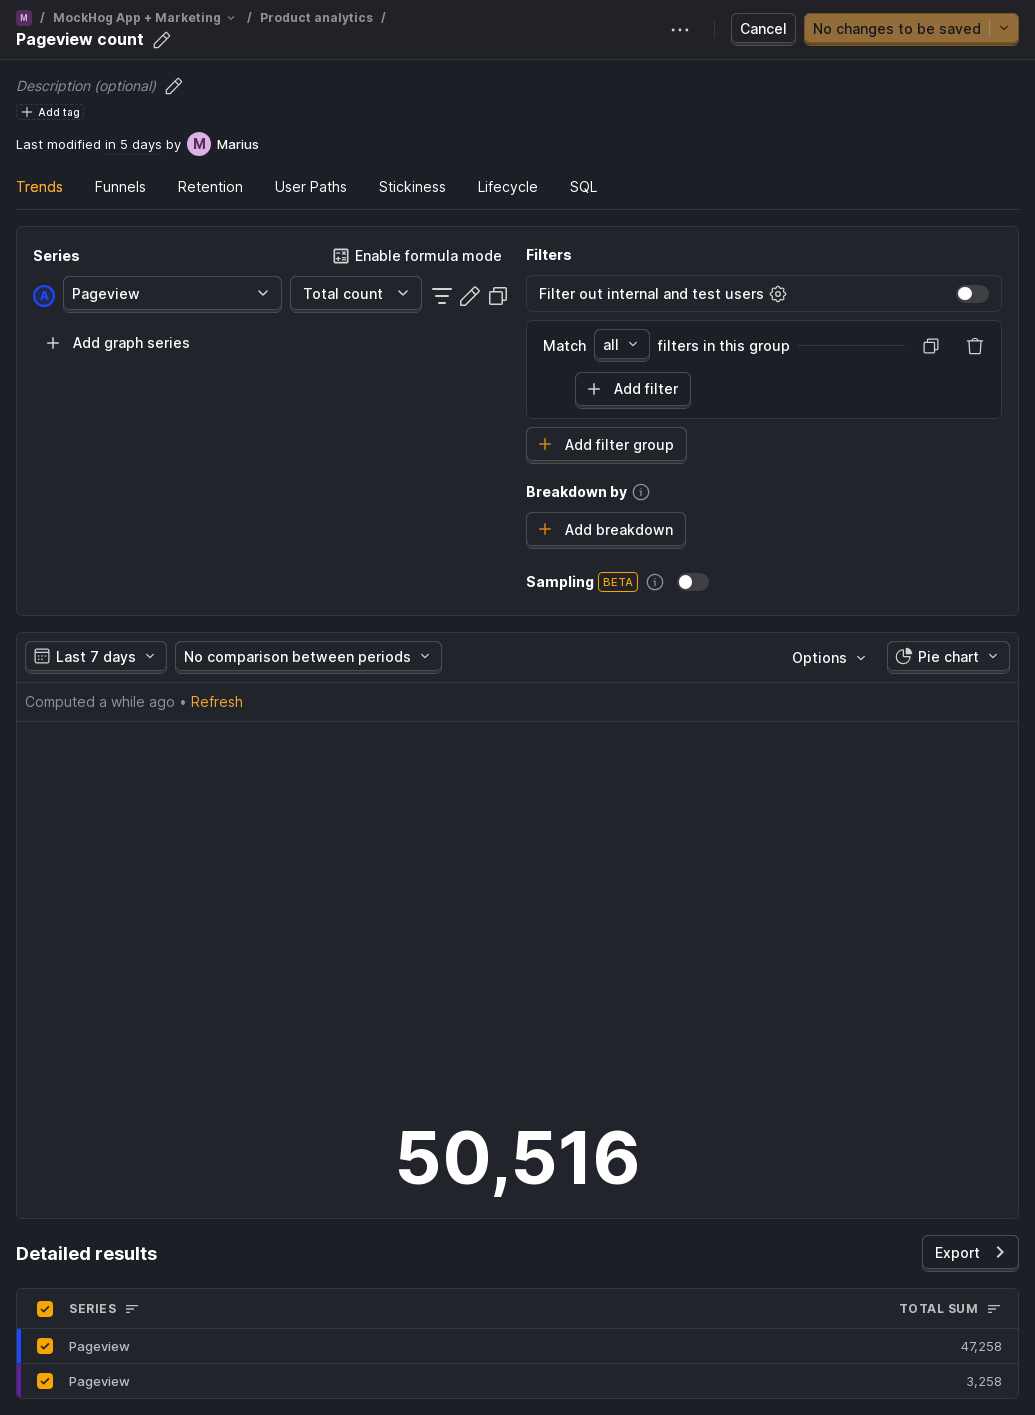 M / MockHog App + Marketing / Product analytics /
Pageview count
Cancel
No changes to be saved
Description (optional)
Add tag
Last modified in 5 days by M Marius
Trends Funnels Retention User Paths Stickiness Lifecycle SQL
Series
Enable formula mode
A Pageview Total count
Add graph series
Filters
Filter out internal and test users
Match all filters in this group
Add filter
Add filter group
Breakdown by
Add breakdown
Sampling BETA
Last 7 days No comparison between periods Options Pie chart
Computed a while ago • Refresh
50,516
Detailed results
Export
SERIES TOTAL SUM
Pageview 47,258
Pageview 3,258